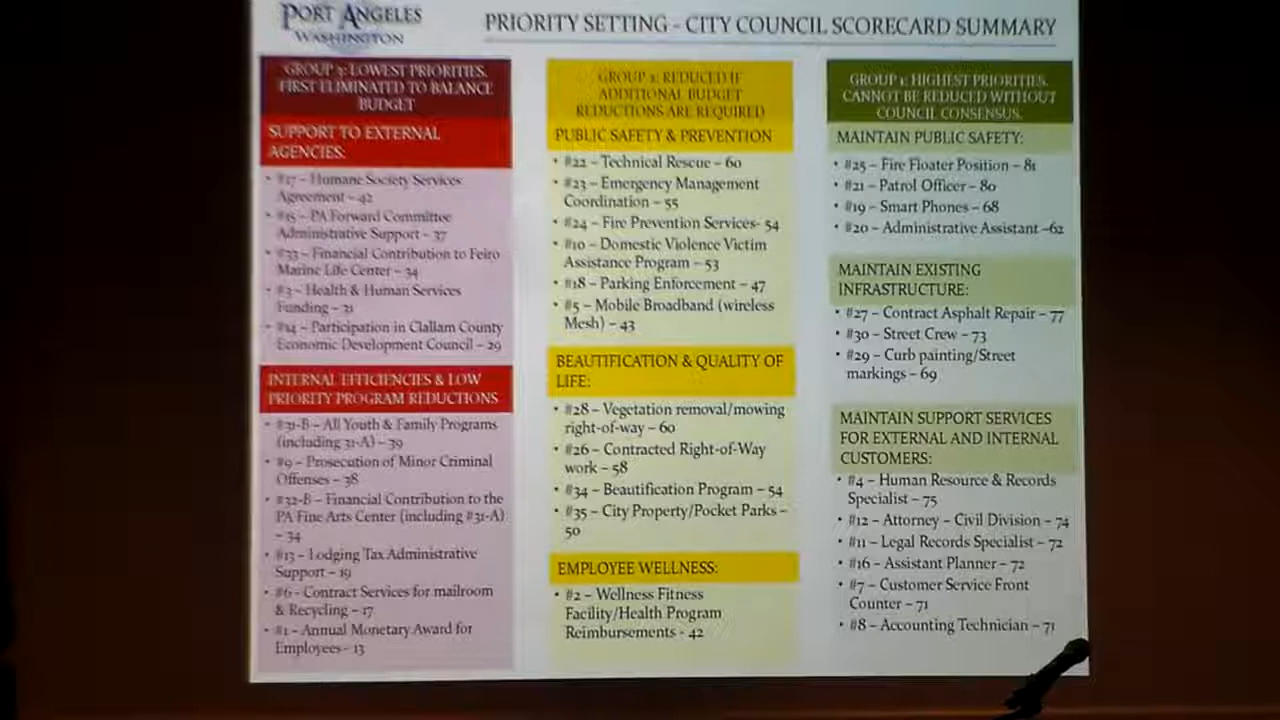 PORT ANGELES
WASHINGTON
PRIORITY SETTING - CITY COUNCIL SCORECARD SUMMARY
GROUP 3: LOWEST PRIORITIES.
FIRST ELIMINATED TO BALANCE
BUDGET
SUPPORT TO EXTERNAL
AGENCIES:
• #17 – Humane Society Services
Agreement – 42
• #15 – PA Forward Committee
Administrative Support – 37
• #33 – Financial Contribution to Feiro
Marine Life Center – 34
• #3 – Health & Human Services
Funding – 31
• #14 – Participation in Clallam County
Economic Development Council – 29
INTERNAL EFFICIENCIES & LOW
PRIORITY PROGRAM REDUCTIONS
• #31-B – All Youth & Family Programs
(including 31-A) – 39
• #9 – Prosecution of Minor Criminal
Offenses – 38
• #32-B – Financial Contribution to the
PA Fine Arts Center (including #31-A)
– 34
• #13 – Lodging Tax Administrative
Support – 19
• #6 – Contract Services for mailroom
& Recycling – 17
• #1 – Annual Monetary Award for
Employees – 13
GROUP 2: REDUCED IF
ADDITIONAL BUDGET
REDUCTIONS ARE REQUIRED
PUBLIC SAFETY & PREVENTION
• #22 – Technical Rescue – 60
• #23 – Emergency Management
Coordination – 55
• #24 – Fire Prevention Services- 54
• #10 – Domestic Violence Victim
Assistance Program – 53
• #18 – Parking Enforcement – 47
• #5 – Mobile Broadband (wireless
Mesh) – 43
BEAUTIFICATION & QUALITY OF
LIFE:
• #28 – Vegetation removal/mowing
right-of-way – 60
• #26 – Contracted Right-of-Way
work – 58
• #34 – Beautification Program – 54
• #35 – City Property/Pocket Parks –
50
EMPLOYEE WELLNESS:
• #2 – Wellness Fitness
Facility/Health Program
Reimbursements - 42
GROUP 1: HIGHEST PRIORITIES.
CANNOT BE REDUCED WITHOUT
COUNCIL CONSENSUS.
MAINTAIN PUBLIC SAFETY:
• #25 – Fire Floater Position – 81
• #21 – Patrol Officer – 80
• #19 – Smart Phones – 68
• #20 – Administrative Assistant –62
MAINTAIN EXISTING
INFRASTRUCTURE:
• #27 – Contract Asphalt Repair – 77
• #30 – Street Crew – 73
• #29 – Curb painting/Street
markings – 69
MAINTAIN SUPPORT SERVICES
FOR EXTERNAL AND INTERNAL
CUSTOMERS:
• #4 – Human Resource & Records
Specialist – 75
• #12 – Attorney – Civil Division – 74
• #11 – Legal Records Specialist – 72
• #16 – Assistant Planner – 72
• #7 – Customer Service Front
Counter – 71
• #8 – Accounting Technician – 71